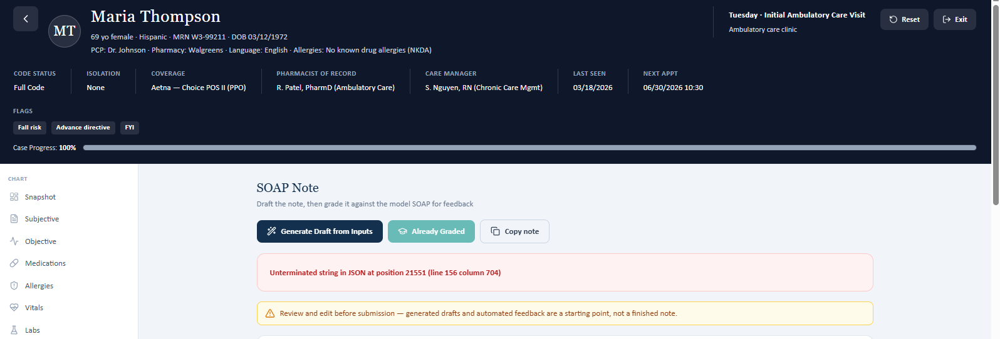 MT
Maria Thompson
69 yo female · Hispanic · MRN W3-99211 · DOB 03/12/1972
PCP: Dr. Johnson · Pharmacy: Walgreens · Language: English · Allergies: No known drug allergies (NKDA)
Tuesday · Initial Ambulatory Care Visit
Ambulatory care clinic
Reset
Exit
CODE STATUS
Full Code
ISOLATION
None
COVERAGE
Aetna — Choice POS II (PPO)
PHARMACIST OF RECORD
R. Patel, PharmD (Ambulatory Care)
CARE MANAGER
S. Nguyen, RN (Chronic Care Mgmt)
LAST SEEN
03/18/2026
NEXT APPT
06/30/2026 10:30
FLAGS
Fall risk
Advance directive
FYI
Case Progress: 100%
CHART
Snapshot
Subjective
Objective
Medications
Allergies
Vitals
Labs
SOAP Note
Draft the note, then grade it against the model SOAP for feedback
Generate Draft from Inputs
Already Graded
Copy note
Unterminated string in JSON at position 21551 (line 156 column 704)
Review and edit before submission — generated drafts and automated feedback are a starting point, not a finished note.